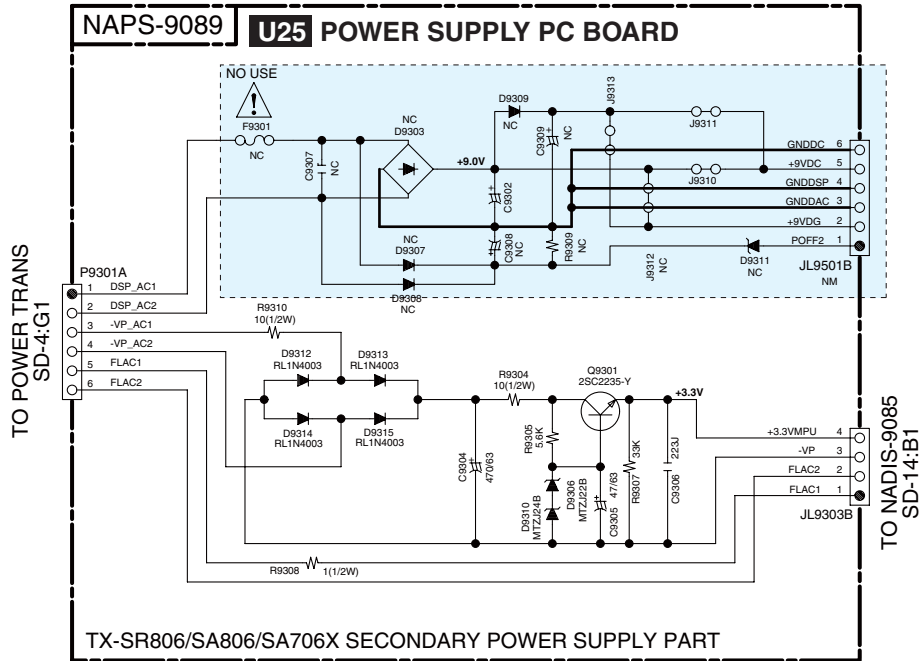 NAPS-9089
U25 POWER SUPPLY PC BOARD
NO USE
F9301
NC
C9307
NC
NC
D9303
+9.0V
D9309
NC
C9309
NC
J9313
J9311
J9310
C9302
C9308
NC
R9309
NC
NC
D9307
D9308
NC
J9312
NC
D9311
NC
GNDDC 6
+9VDC 5
GNDDSP 4
GNDDAC 3
+9VDG 2
POFF2 1
JL9501B
NM
TO POWER TRANS
SD-4:G1
P9301A
1 DSP_AC1
2 DSP_AC2
3 -VP_AC1
4 -VP_AC2
5 FLAC1
6 FLAC2
R9310
10(1/2W)
D9312
RL1N4003
D9313
RL1N4003
D9314
RL1N4003
D9315
RL1N4003
C9304
470/63
R9304
10(1/2W)
R9305
5.6K
Q9301
2SC2235-Y
D9310
MTZJ24B
D9306
MTZJ22B
47/63
C9305
33K
R9307
223J
C9306
+3.3V
+3.3VMPU 4
-VP 3
FLAC2 2
FLAC1 1
JL9303B
TO NADIS-9085
SD-14:B1
R9308 1(1/2W)
TX-SR806/SA806/SA706X SECONDARY POWER SUPPLY PART